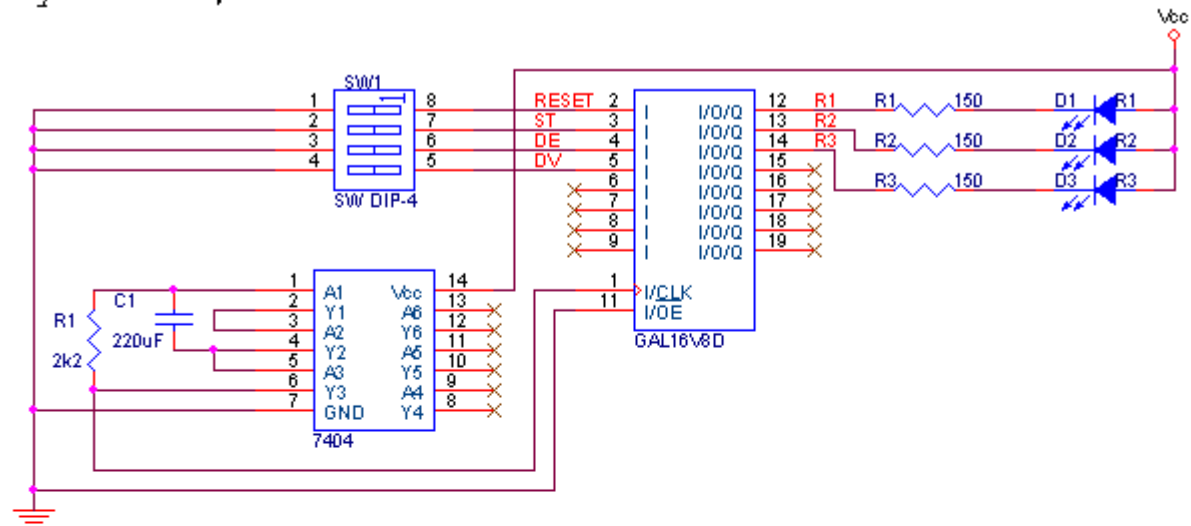 Vcc
SW1
1 8 RESET 2 I I/O/Q 12 R1 R1 150 D1 R1
2 7 ST 3 I I/O/Q 13 R2
3 6 DE 4 I I/O/Q 14 R3 R2 150 D2 R2
4 5 DV 5 I I/O/Q 15
6 I I/O/Q 16 R3 150 D3 R3
SW DIP-4
7 I I/O/Q 17
8 I I/O/Q 18
9 I I/O/Q 19
1 I/CLK
11 I/OE
GAL16V8D
C1
220uF
R1
2k2
1 A1 Vcc 14
2 Y1 A6 13
3 A2 Y6 12
4 Y2 A5 11
5 A3 Y5 10
6 Y3 A4 9
7 GND Y4 8
7404